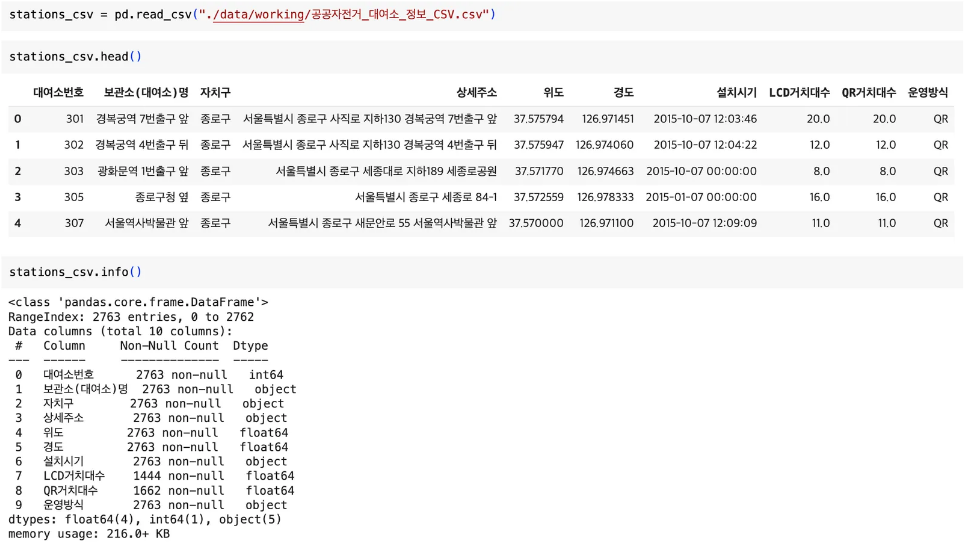 stations_csv = pd.read_csv("./data/working/공공자전거_대여소_정보_CSV.csv")
stations_csv.head()
대여소번호 보관소(대여소)명 자치구 상세주소 위도 경도 설치시기 LCD거치대수 QR거치대수 운영방식
0 301 경복궁역 7번출구 앞 종로구 서울특별시 종로구 사직로 지하130 경복궁역 7번출구 앞 37.575794 126.971451 2015-10-07 12:03:46 20.0 20.0 QR
1 302 경복궁역 4번출구 뒤 종로구 서울특별시 종로구 사직로 지하130 경복궁역 4번출구 뒤 37.575947 126.974060 2015-10-07 12:04:22 12.0 12.0 QR
2 303 광화문역 1번출구 앞 종로구 서울특별시 종로구 세종대로 지하189 세종로공원 37.571770 126.974663 2015-10-07 00:00:00 8.0 8.0 QR
3 305 종로구청 옆 종로구 서울특별시 종로구 세종로 84-1 37.572559 126.978333 2015-01-07 00:00:00 16.0 16.0 QR
4 307 서울역사박물관 앞 종로구 서울특별시 종로구 새문안로 55 서울역사박물관 앞 37.570000 126.971100 2015-10-07 12:09:09 11.0 11.0 QR
stations_csv.info()
<class 'pandas.core.frame.DataFrame'>
RangeIndex: 2763 entries, 0 to 2762
Data columns (total 10 columns):
# Column Non-Null Count Dtype
--- ------ -------------- -----
0 대여소번호 2763 non-null int64
1 보관소(대여소)명 2763 non-null object
2 자치구 2763 non-null object
3 상세주소 2763 non-null object
4 위도 2763 non-null float64
5 경도 2763 non-null float64
6 설치시기 2763 non-null object
7 LCD거치대수 1444 non-null float64
8 QR거치대수 1662 non-null float64
9 운영방식 2763 non-null object
dtypes: float64(4), int64(1), object(5)
memory usage: 216.0+ KB